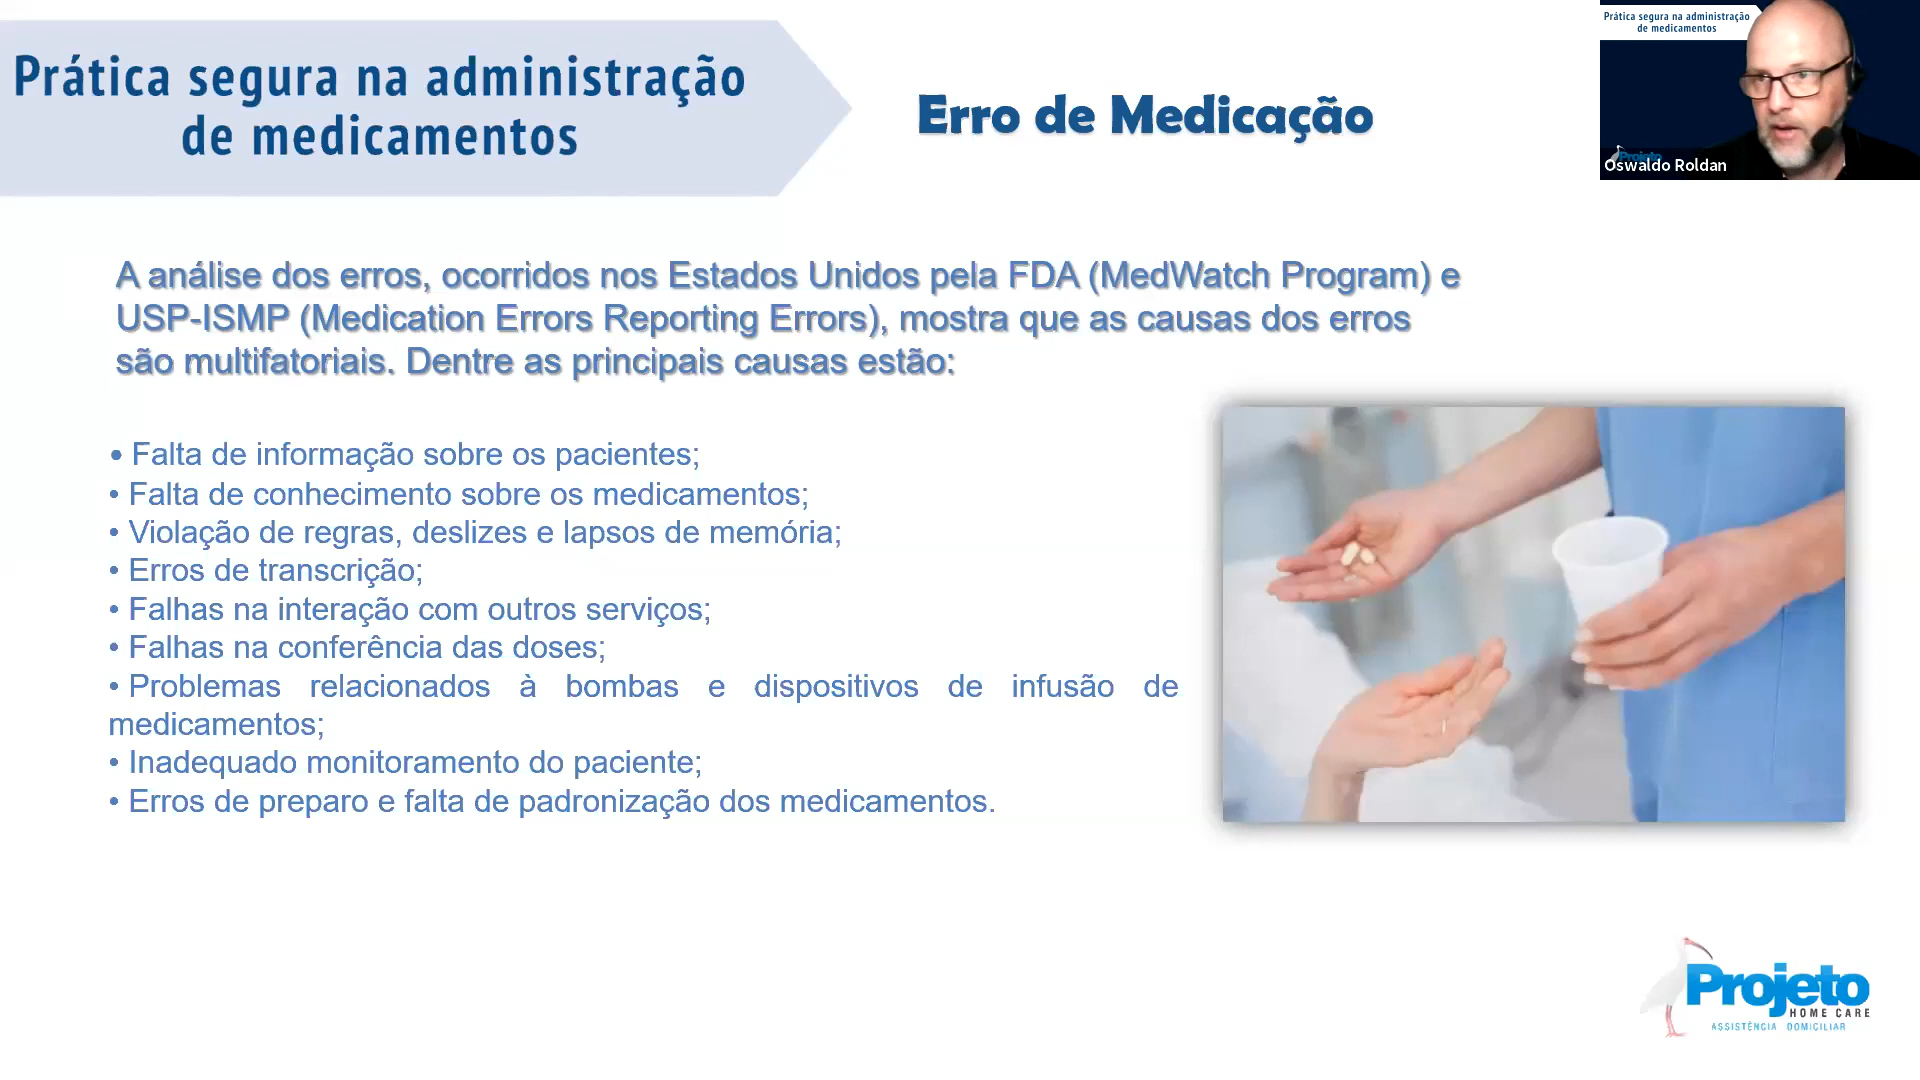 Prática segura na administração
de medicamentos
Erro de Medicação
Prática segura na administração
de medicamentos
Projeto
Oswaldo Roldan
A análise dos erros, ocorridos nos Estados Unidos pela FDA (MedWatch Program) e
USP-ISMP (Medication Errors Reporting Errors), mostra que as causas dos erros
são multifatoriais. Dentre as principais causas estão:
• Falta de informação sobre os pacientes;
• Falta de conhecimento sobre os medicamentos;
• Violação de regras, deslizes e lapsos de memória;
• Erros de transcrição;
• Falhas na interação com outros serviços;
• Falhas na conferência das doses;
• Problemas relacionados à bombas e dispositivos de infusão de
medicamentos;
• Inadequado monitoramento do paciente;
• Erros de preparo e falta de padronização dos medicamentos.
Projeto
HOME CARE
ASSISTÊNCIA DOMICILIAR